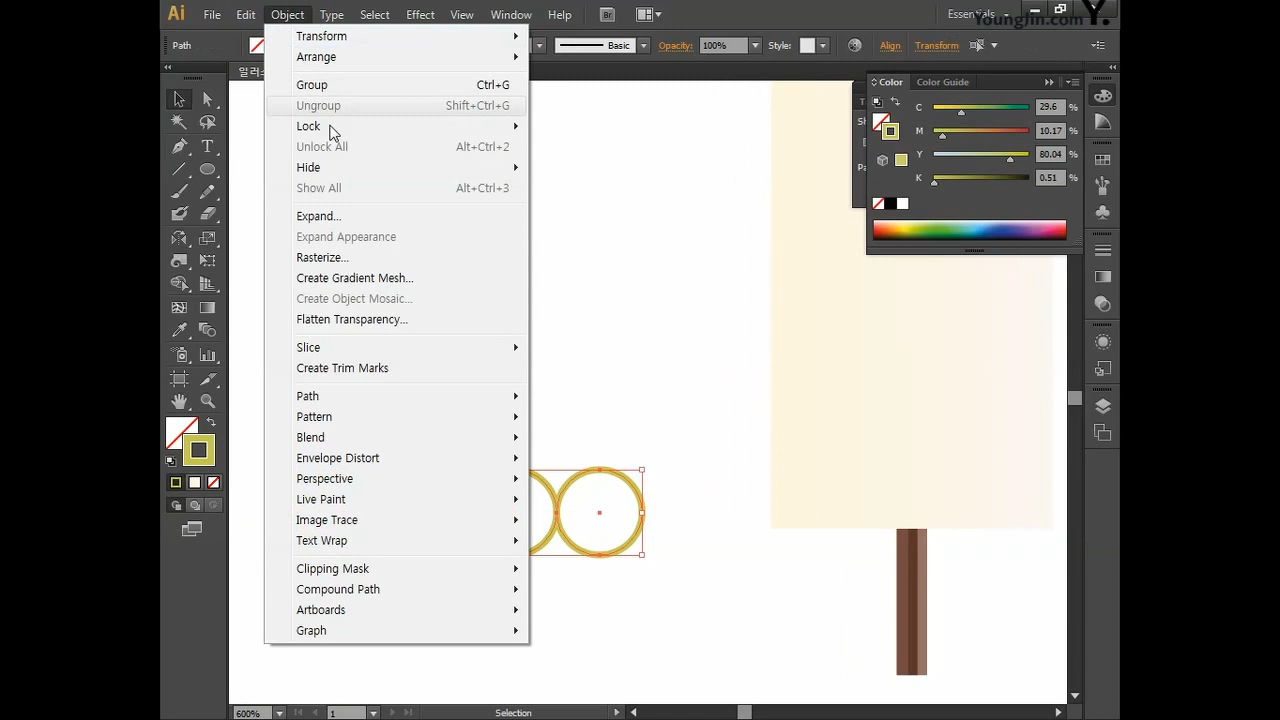 Ai File Edit Object Type Select Effect View Window Help Br Essentials
YoungJin.com Y.
Path Basic Opacity: 100% Style: Align Transform
일러스
Transform
Arrange
Group Ctrl+G
Ungroup Shift+Ctrl+G
Lock
Unlock All Alt+Ctrl+2
Hide
Show All Alt+Ctrl+3
Expand...
Expand Appearance
Rasterize...
Create Gradient Mesh...
Create Object Mosaic...
Flatten Transparency...
Slice
Create Trim Marks
Path
Pattern
Blend
Envelope Distort
Perspective
Live Paint
Image Trace
Text Wrap
Clipping Mask
Compound Path
Artboards
Graph
Color Color Guide
C 29.6 %
M 10.17 %
Y 80.04 %
K 0.51 %
600% 1 Selection